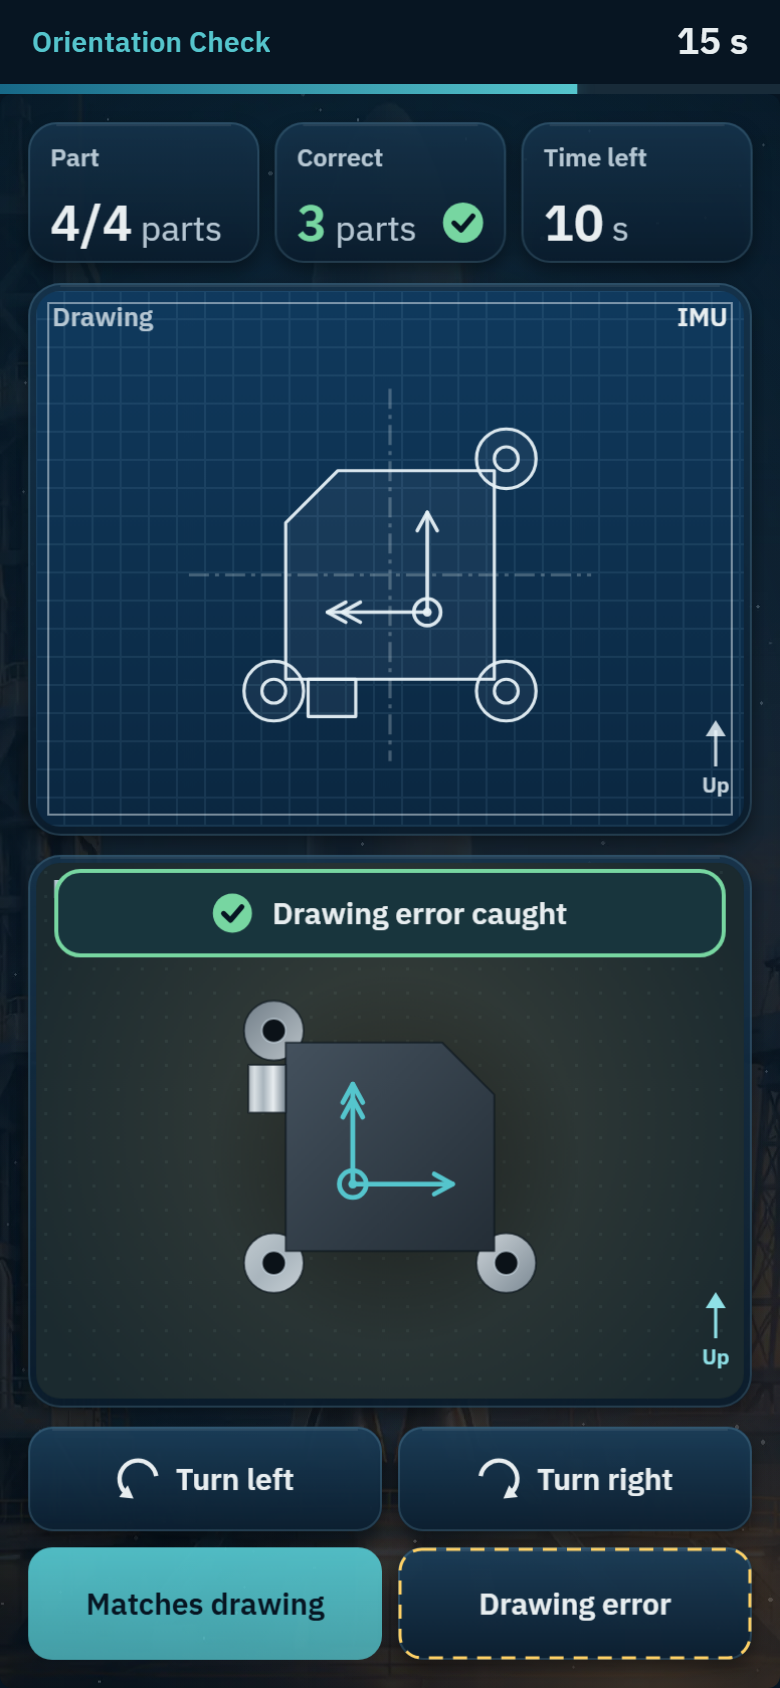 Orientation Check
15 s
Part
Correct
Time left
4/4 parts
3 parts
10 s
Drawing
IMU
Up
Drawing error caught
Up
Turn left
Turn right
Matches drawing
Drawing error